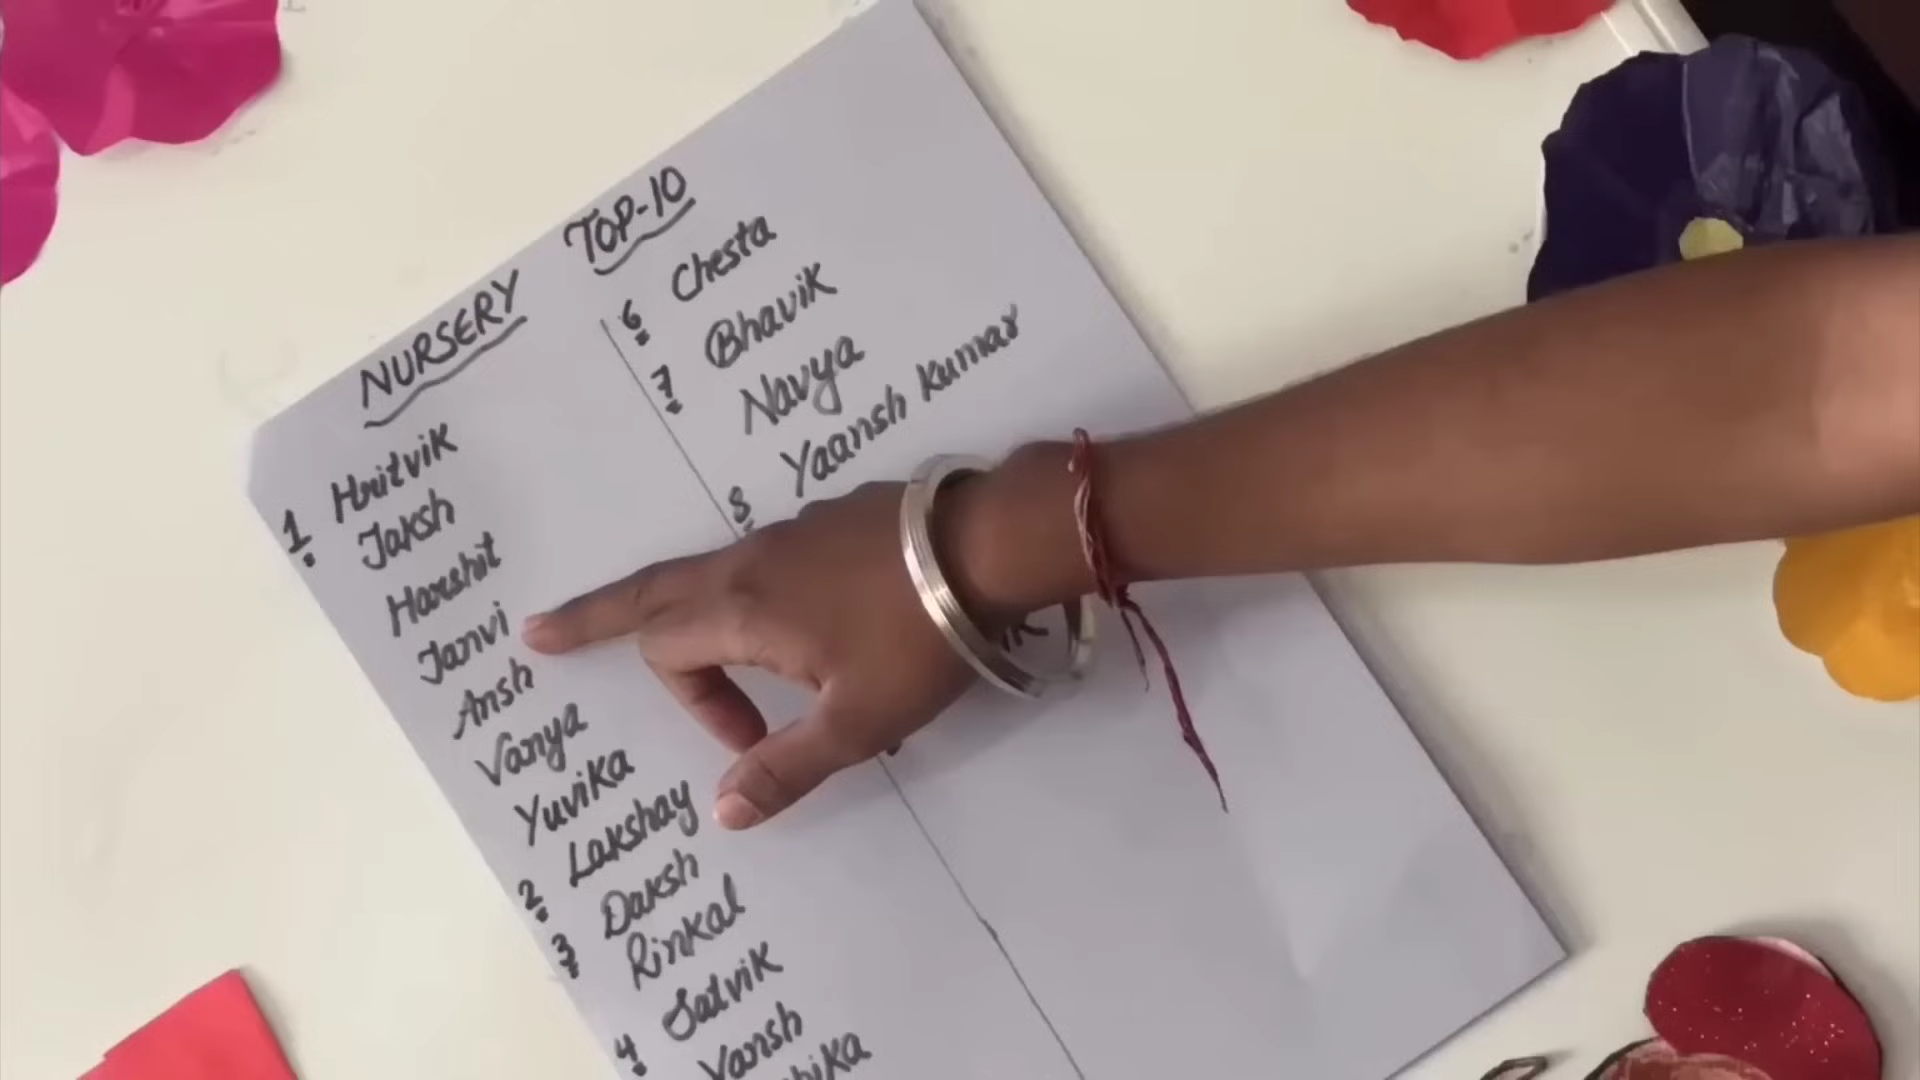 NURSERY TOP-10
1. Hritvik
Jaksh
Harshit
Janvi
Ansh
Vanya
Yuvika
2. Lakshay
3. Daksh
Rinkal
4. Satvik
Vansh
6. Chesta
7. Bhavik
Navya
Yaansh Kumar
8.